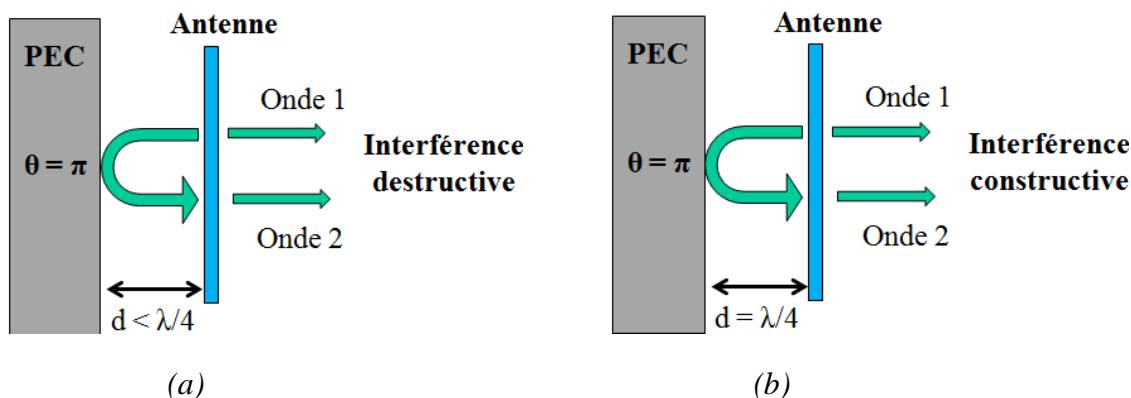 Antenne
PEC
Onde 1
θ = π
Interférence
destructive
Onde 2
d < λ/4
(a)
Antenne
PEC
Onde 1
θ = π
Interférence
constructive
Onde 2
d = λ/4
(b)